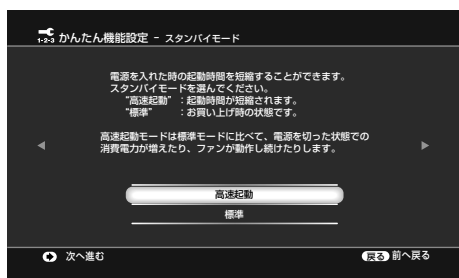 1-2-3 かんたん機能設定 - スタンバイモード
電源を入れた時の起動時間を短縮することができます。
スタンバイモードを選んでください。
“高速起動” ：起動時間が短縮されます。
“標準” ：お買い上げ時の状態です。
高速起動モードは標準モードに比べて、電源を切った状態での
消費電力が増えたり、ファンが動作し続けたりします。
高速起動
標準
次へ進む 戻る 前へ戻る